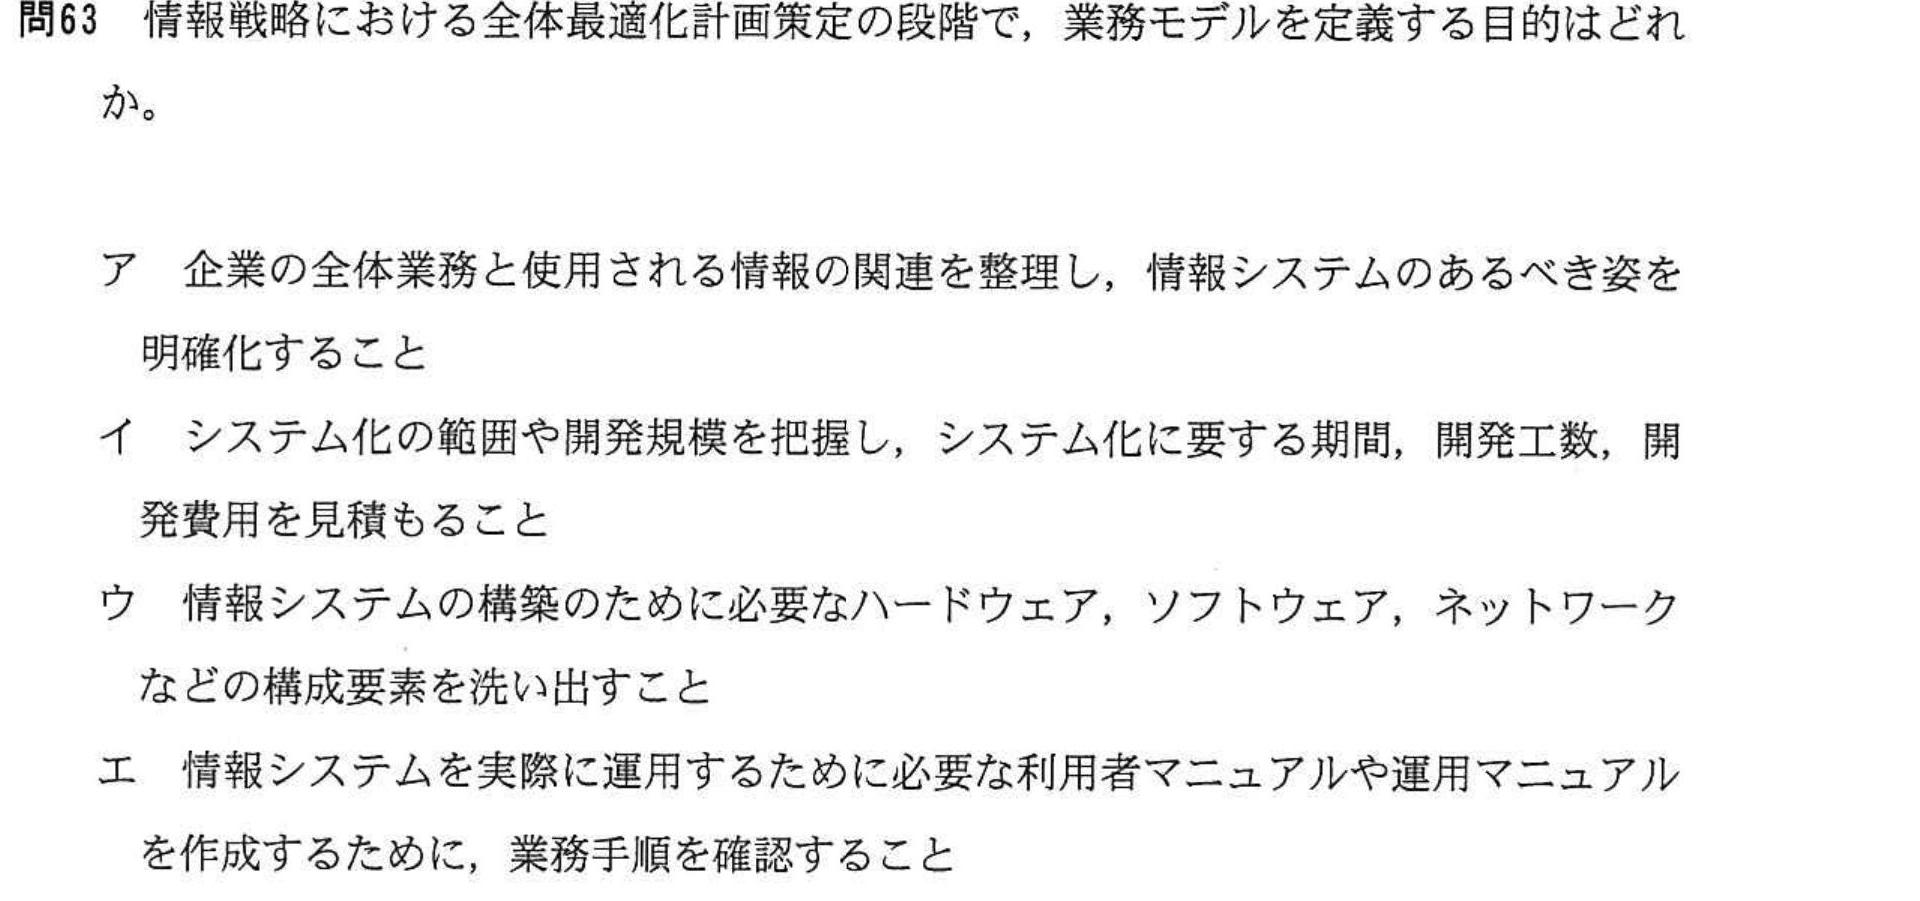 問63　情報戦略における全体最適化計画策定の段階で，業務モデルを定義する目的はどれ
か。
ア　企業の全体業務と使用される情報の関連を整理し，情報システムのあるべき姿を
明確化すること
イ　システム化の範囲や開発規模を把握し，システム化に要する期間，開発工数，開
発費用を見積もること
ウ　情報システムの構築のために必要なハードウェア，ソフトウェア，ネットワーク
などの構成要素を洗い出すこと
エ　情報システムを実際に運用するために必要な利用者マニュアルや運用マニュアル
を作成するために，業務手順を確認すること